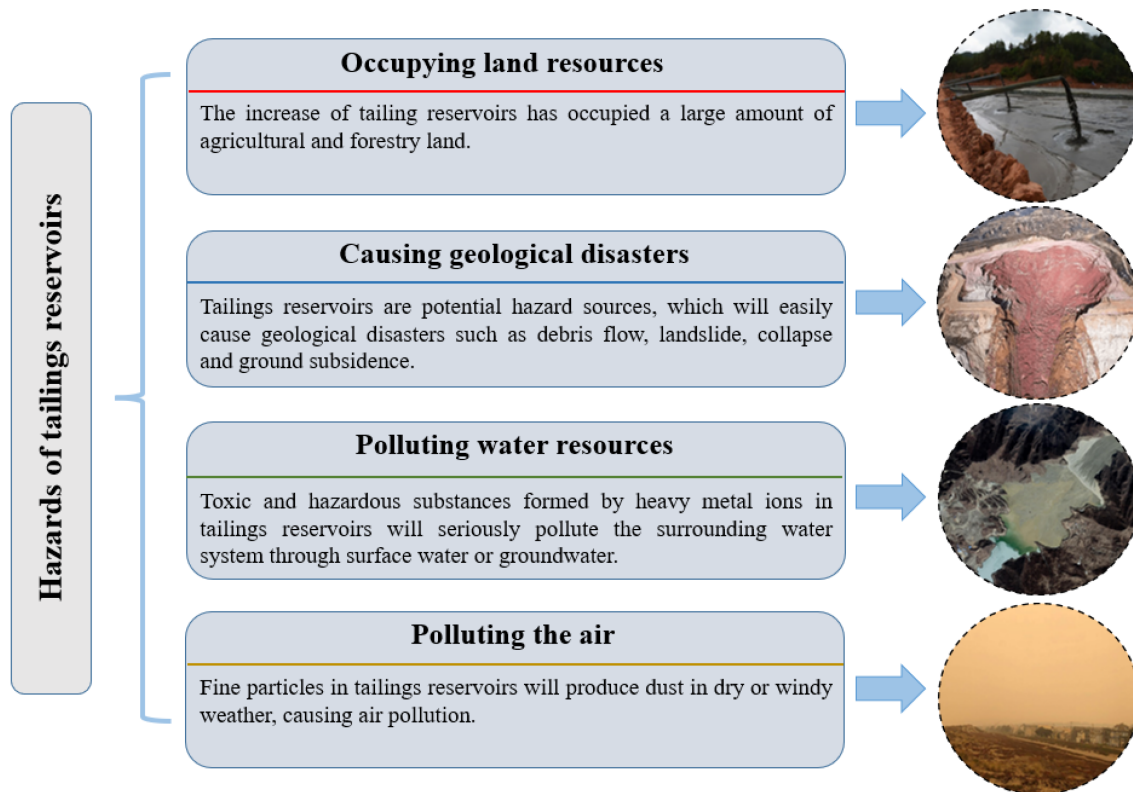 Hazards of tailings reservoirs
Occupying land resources
The increase of tailing reservoirs has occupied a large amount of
agricultural and forestry land.
Causing geological disasters
Tailings reservoirs are potential hazard sources, which will easily
cause geological disasters such as debris flow, landslide, collapse
and ground subsidence.
Polluting water resources
Toxic and hazardous substances formed by heavy metal ions in
tailings reservoirs will seriously pollute the surrounding water
system through surface water or groundwater.
Polluting the air
Fine particles in tailings reservoirs will produce dust in dry or windy
weather, causing air pollution.